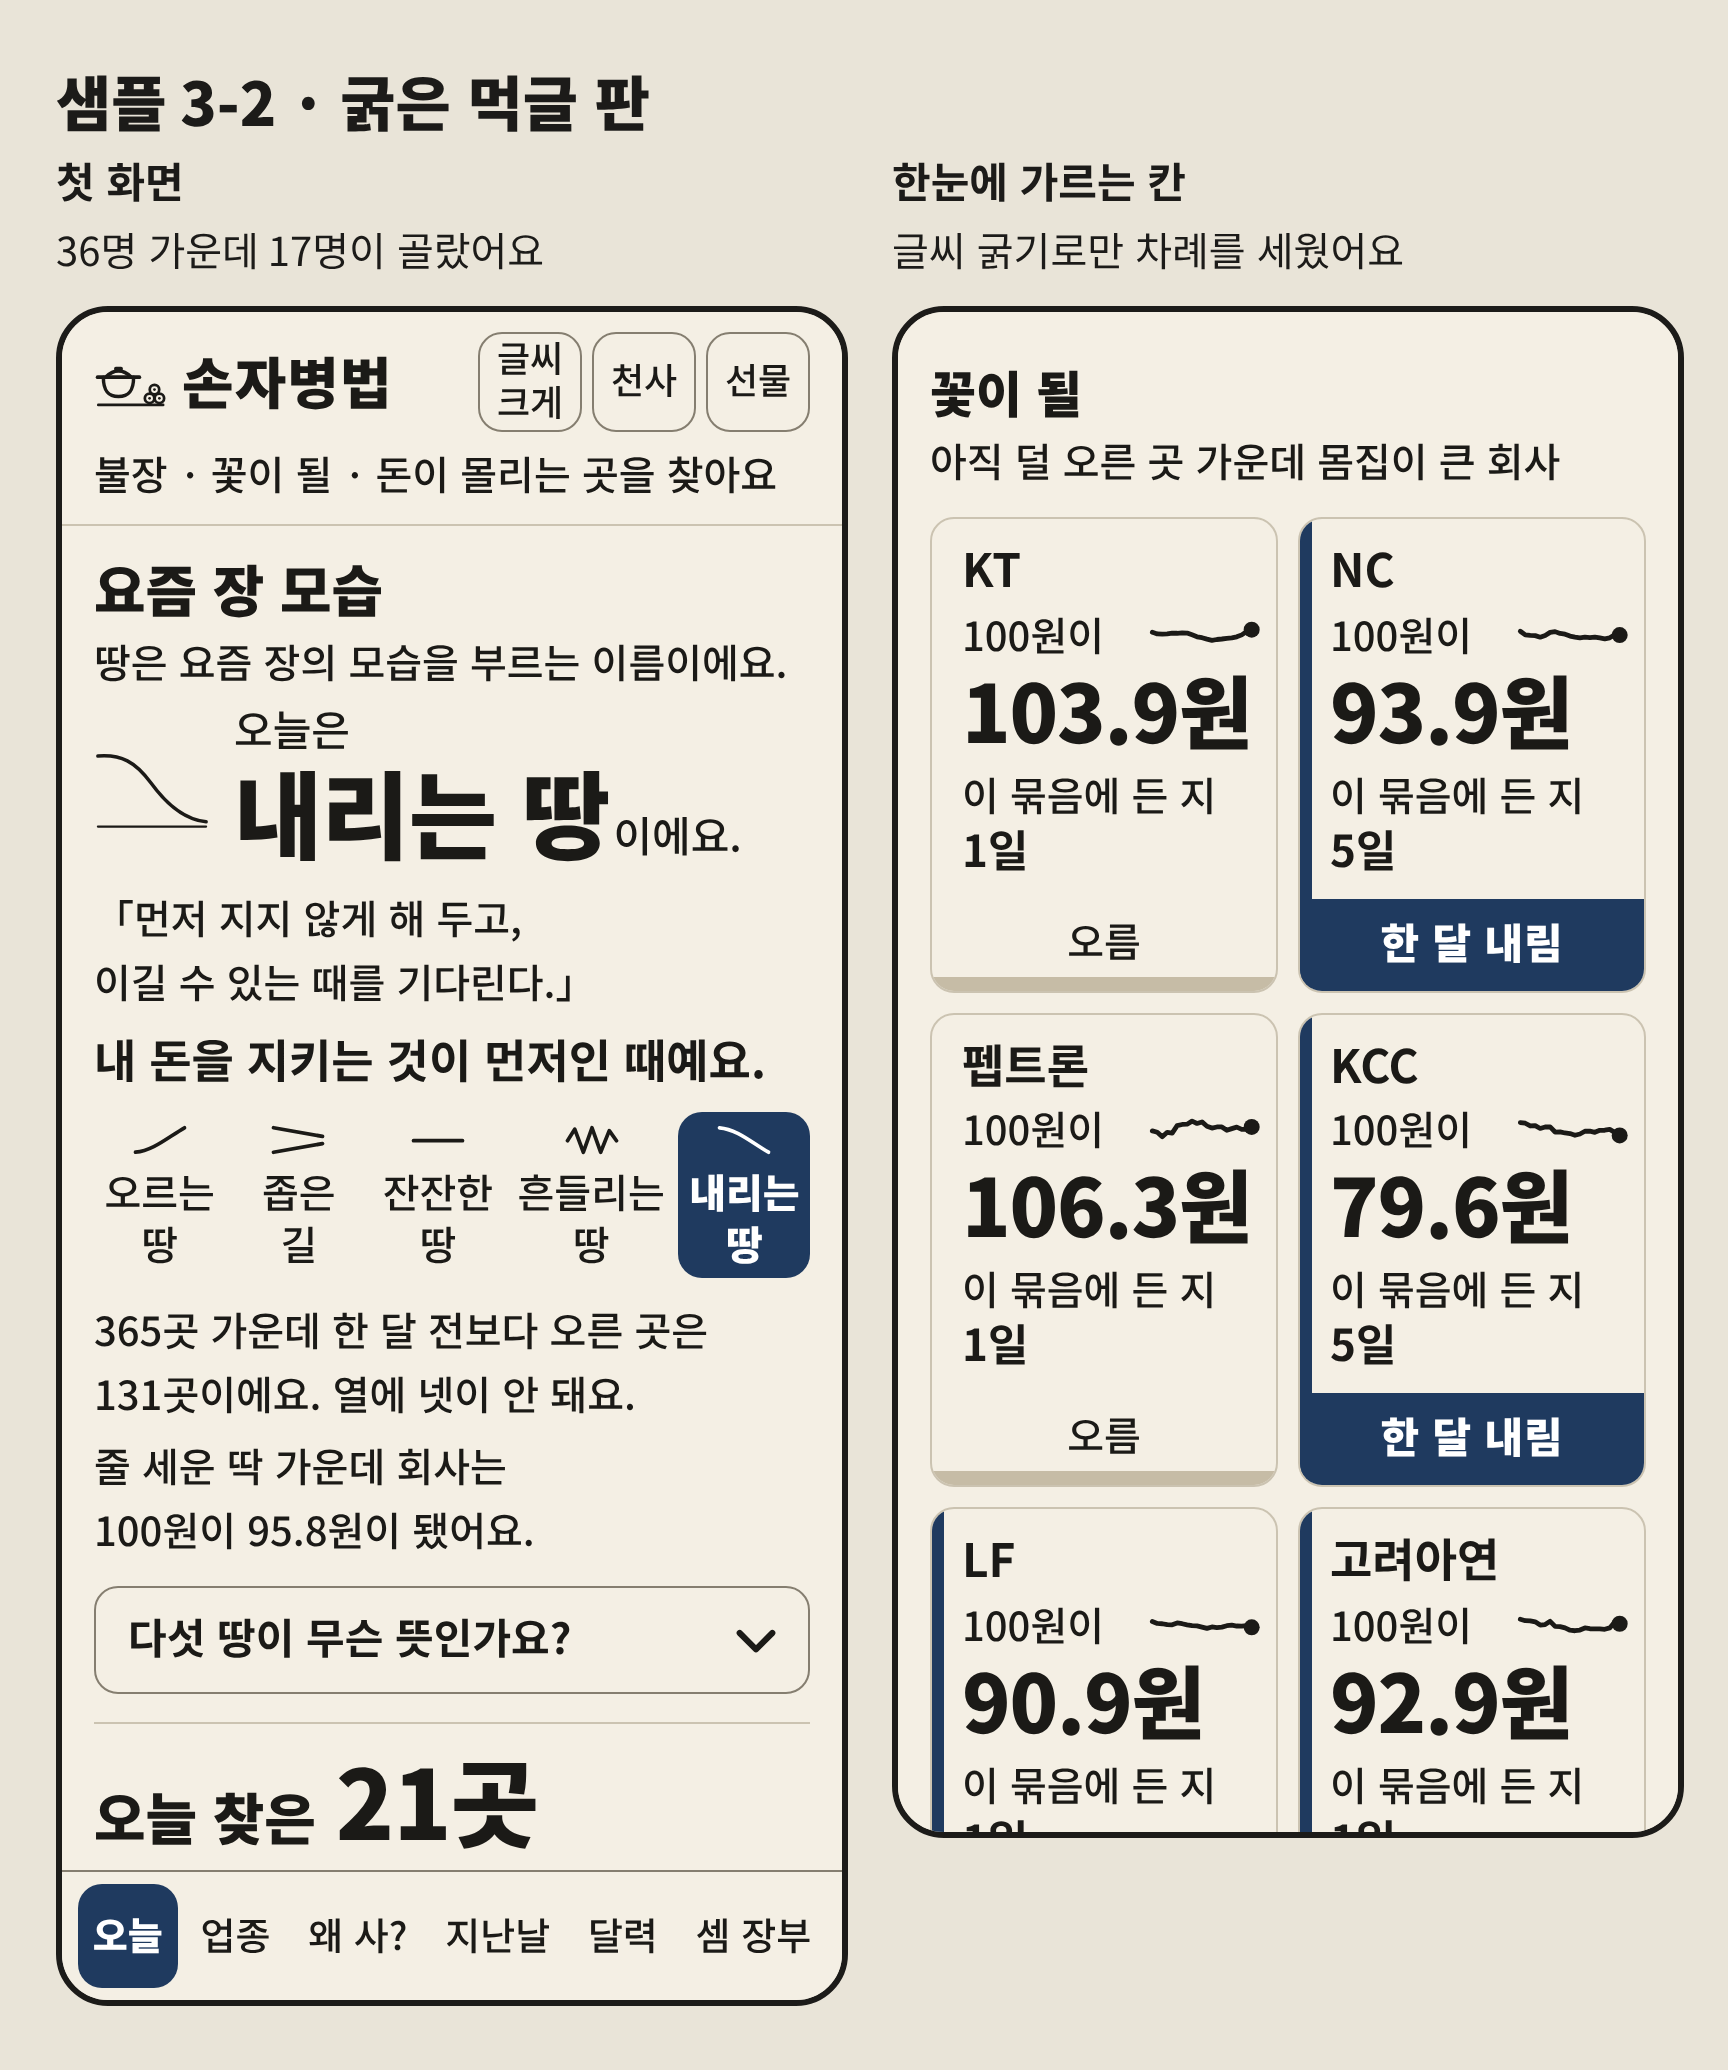 샘플 3-2 · 굵은 먹글 판
첫 화면
36명 가운데 17명이 골랐어요
손자병법
글씨
크게
천사
선물
불장 · 꽃이 될 · 돈이 몰리는 곳을 찾아요
요즘 장 모습
땅은 요즘 장의 모습을 부르는 이름이에요.
오늘은
내리는 땅이에요.
「먼저 지지 않게 해 두고,
이길 수 있는 때를 기다린다.」
내 돈을 지키는 것이 먼저인 때예요.
오르는
땅
좁은
길
잔잔한
땅
흔들리는
땅
내리는
땅
365곳 가운데 한 달 전보다 오른 곳은
131곳이에요. 열에 넷이 안 돼요.
줄 세운 딱 가운데 회사는
100원이 95.8원이 됐어요.
다섯 땅이 무슨 뜻인가요?
오늘 찾은 21곳
오늘
업종
왜 사?
지난날
달력
셈 장부
한눈에 가르는 칸
글씨 굵기로만 차례를 세웠어요
꽃이 될
아직 덜 오른 곳 가운데 몸집이 큰 회사
KT
100원이
103.9원
이 묶음에 든 지
1일
오름
NC
100원이
93.9원
이 묶음에 든 지
5일
한 달 내림
펩트론
100원이
106.3원
이 묶음에 든 지
1일
오름
KCC
100원이
79.6원
이 묶음에 든 지
5일
한 달 내림
LF
100원이
90.9원
이 묶음에 든 지
고려아연
100원이
92.9원
이 묶음에 든 지